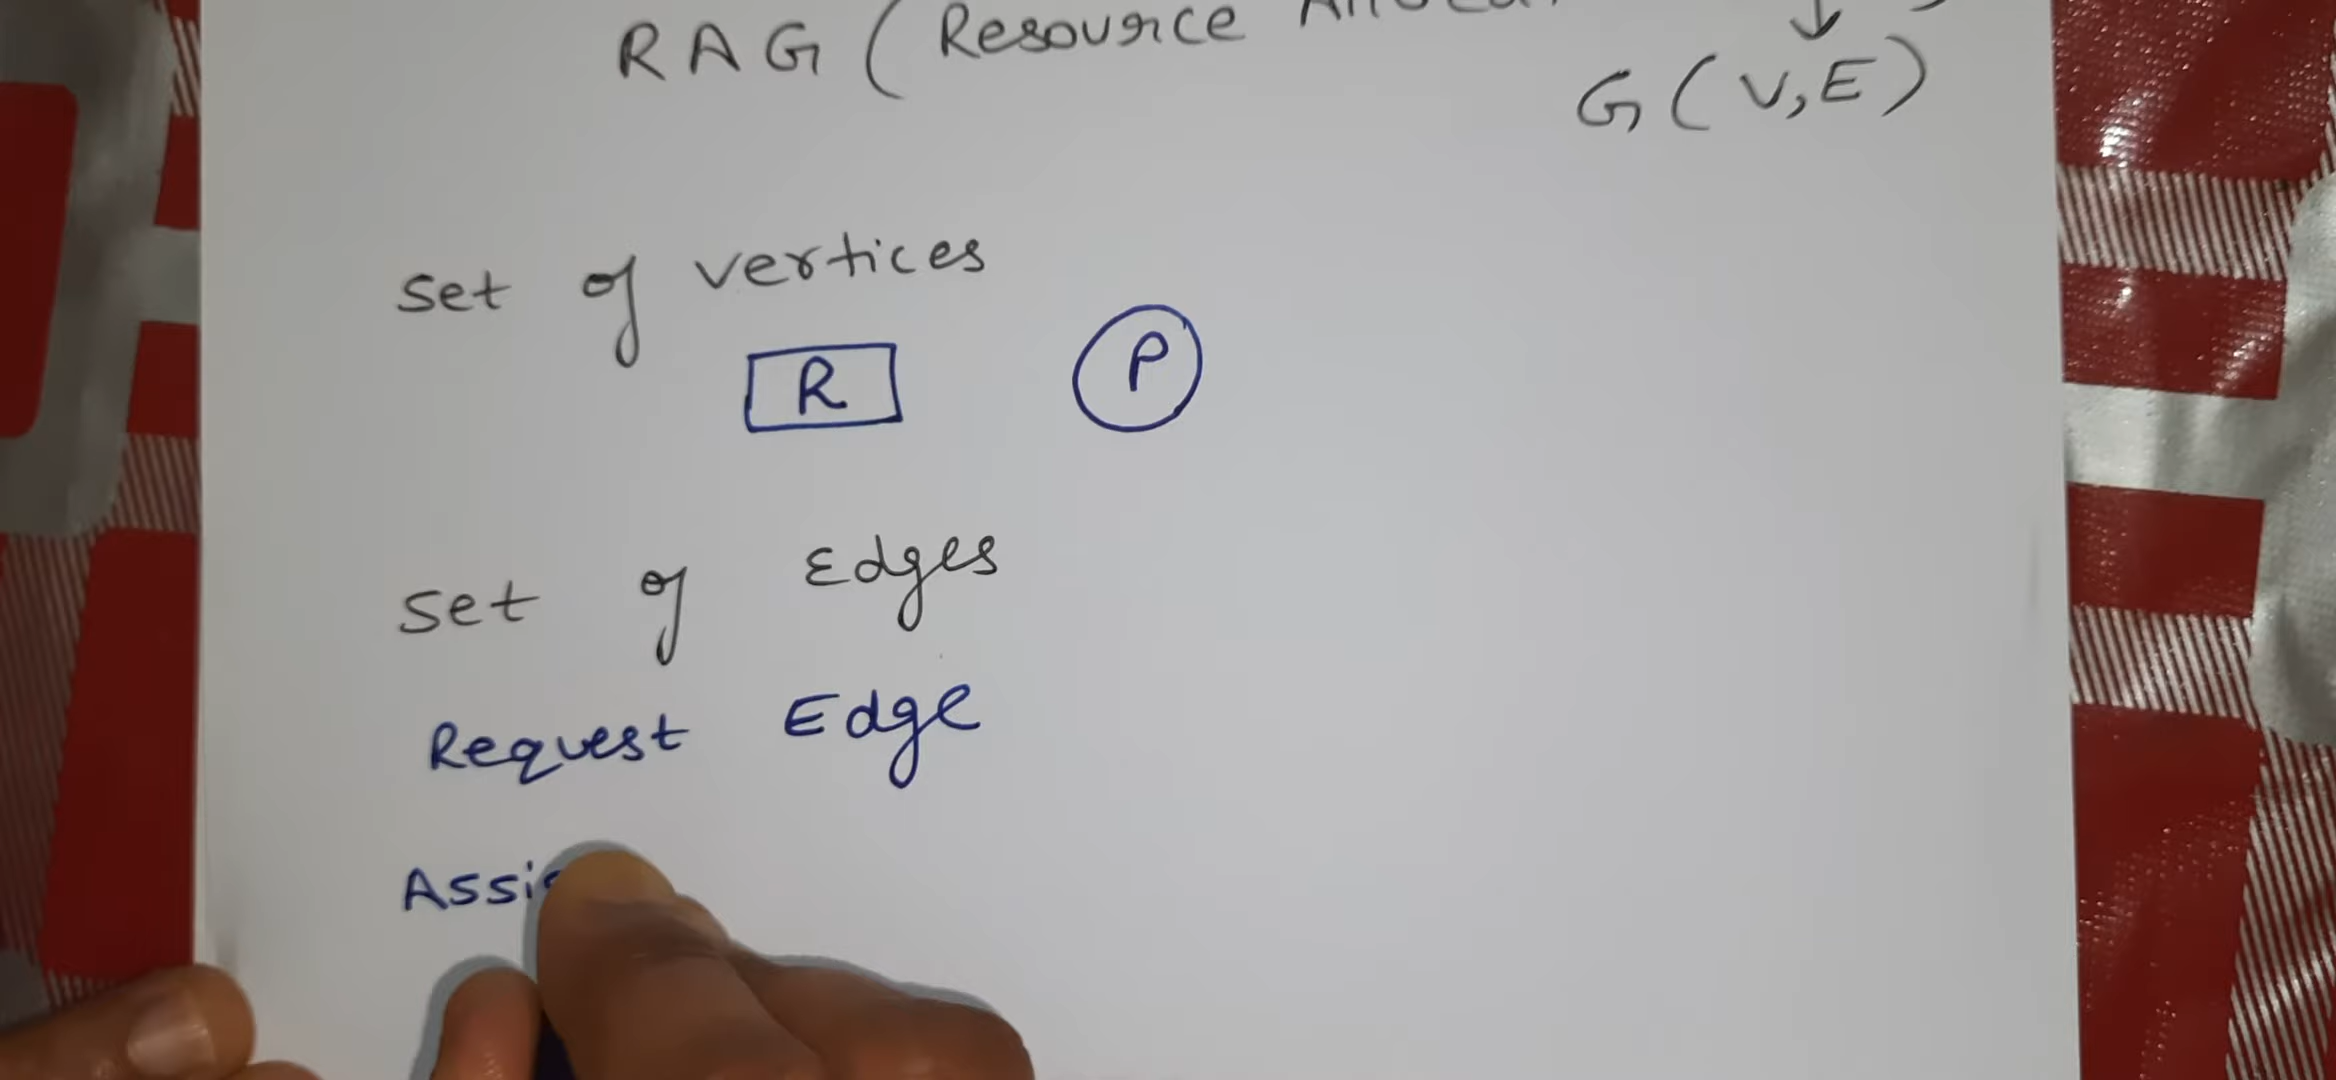 RAG (Resource
G(V,E)
set of vertices
R P
set of Edges
Request Edge
Assi